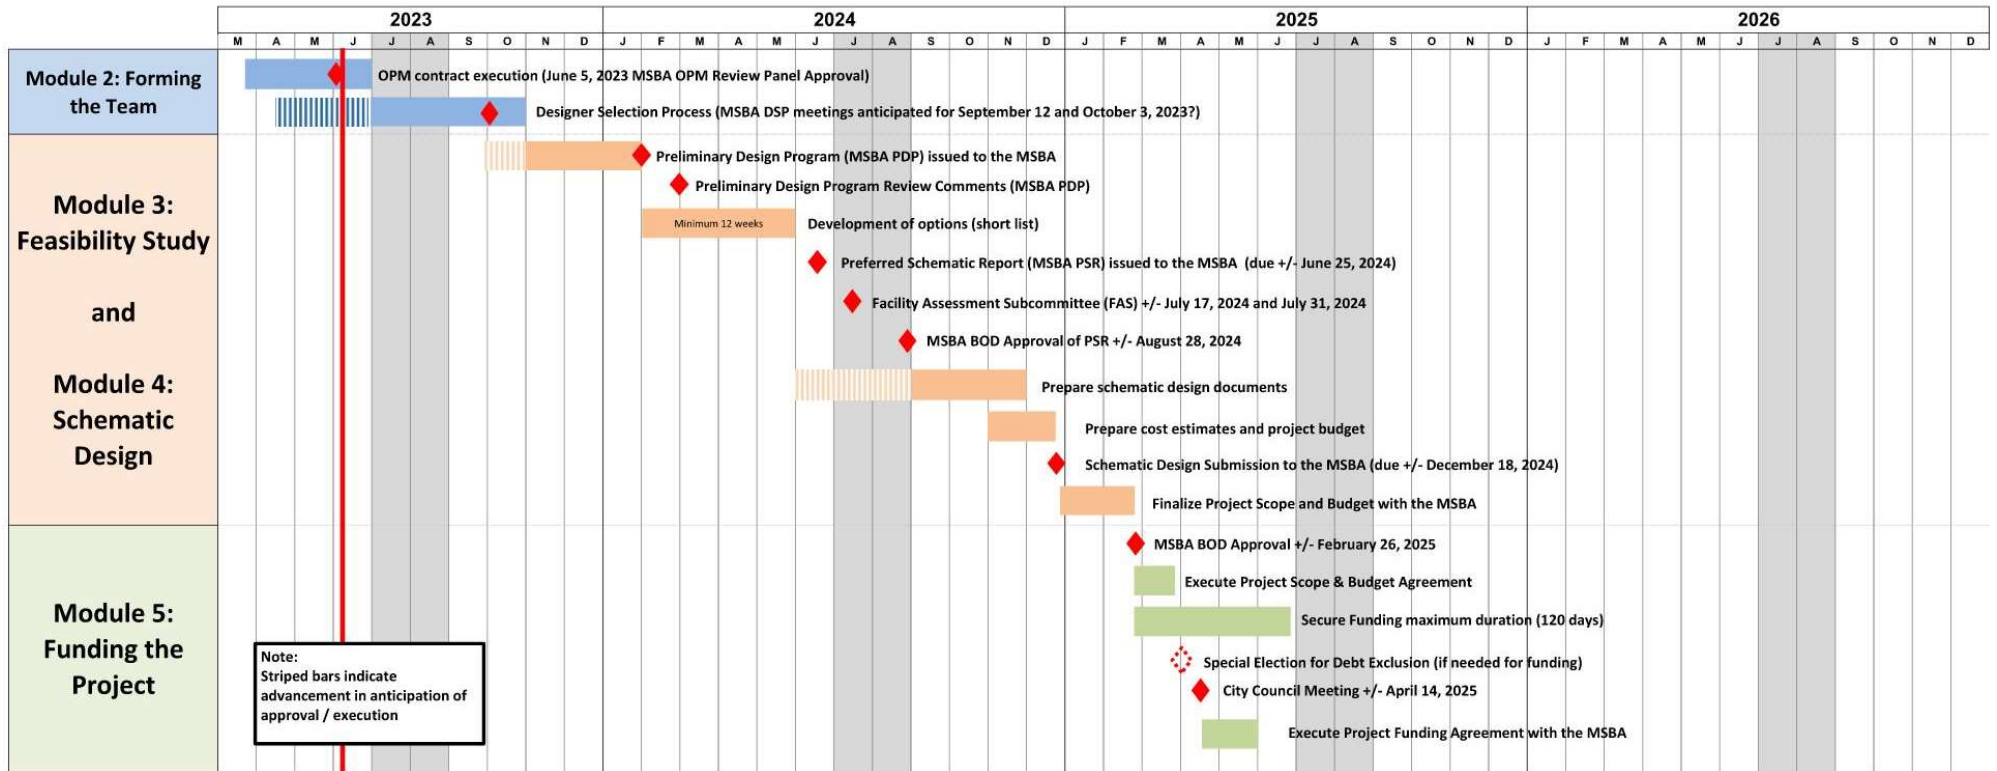 2023 2024 2025 2026
M A M J J A S O N D J F M A M J J A S O N D J F M A M J J A S O N D J F M A M J J A S O N D
Module 2: Forming
the Team
OPM contract execution (June 5, 2023 MSBA OPM Review Panel Approval)
Designer Selection Process (MSBA DSP meetings anticipated for September 12 and October 3, 2023?)
Module 3:
Feasibility Study
and
Module 4:
Schematic
Design
Preliminary Design Program (MSBA PDP) issued to the MSBA
Preliminary Design Program Review Comments (MSBA PDP)
Minimum 12 weeks Development of options (short list)
Preferred Schematic Report (MSBA PSR) issued to the MSBA (due +/- June 25, 2024)
Facility Assessment Subcommittee (FAS) +/- July 17, 2024 and July 31, 2024
MSBA BOD Approval of PSR +/- August 28, 2024
Prepare schematic design documents
Prepare cost estimates and project budget
Schematic Design Submission to the MSBA (due +/- December 18, 2024)
Finalize Project Scope and Budget with the MSBA
Module 5:
Funding the
Project
MSBA BOD Approval +/- February 26, 2025
Execute Project Scope & Budget Agreement
Secure Funding maximum duration (120 days)
Special Election for Debt Exclusion (if needed for funding)
City Council Meeting +/- April 14, 2025
Execute Project Funding Agreement with the MSBA
Note:
Striped bars indicate
advancement in anticipation of
approval / execution